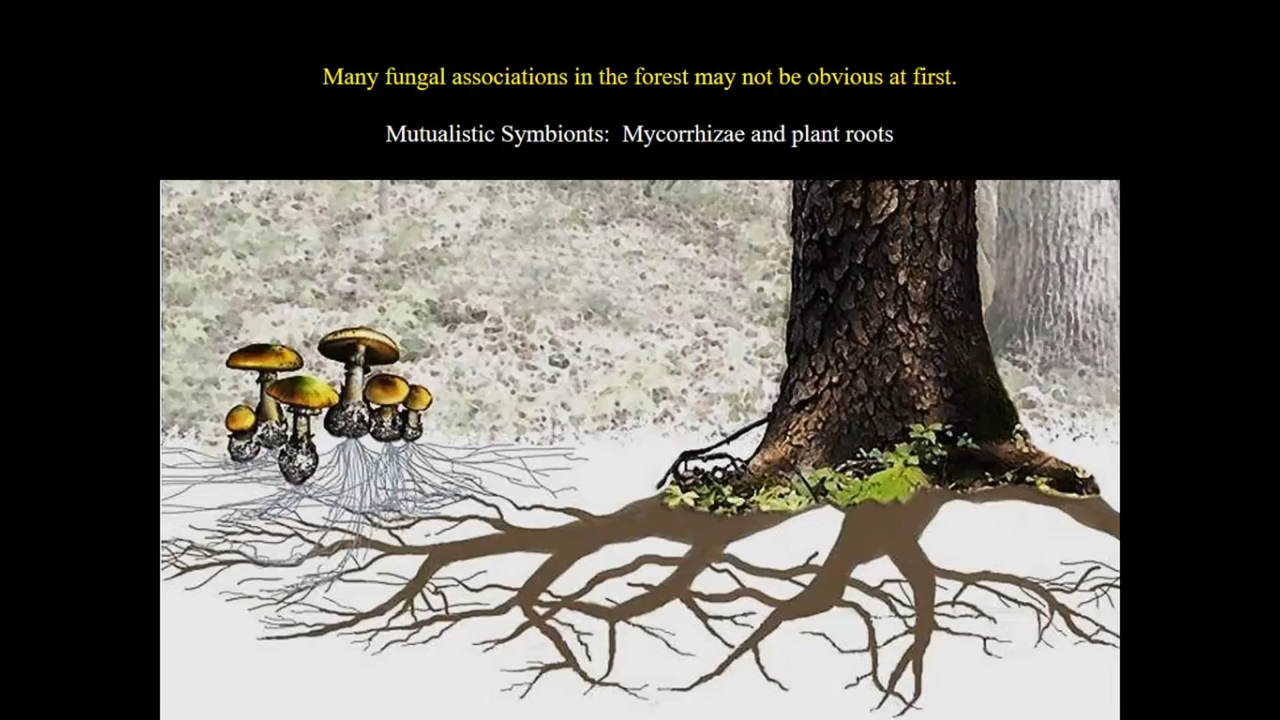 Many fungal associations in the forest may not be obvious at first.
Mutualistic Symbionts:  Mycorrhizae and plant roots